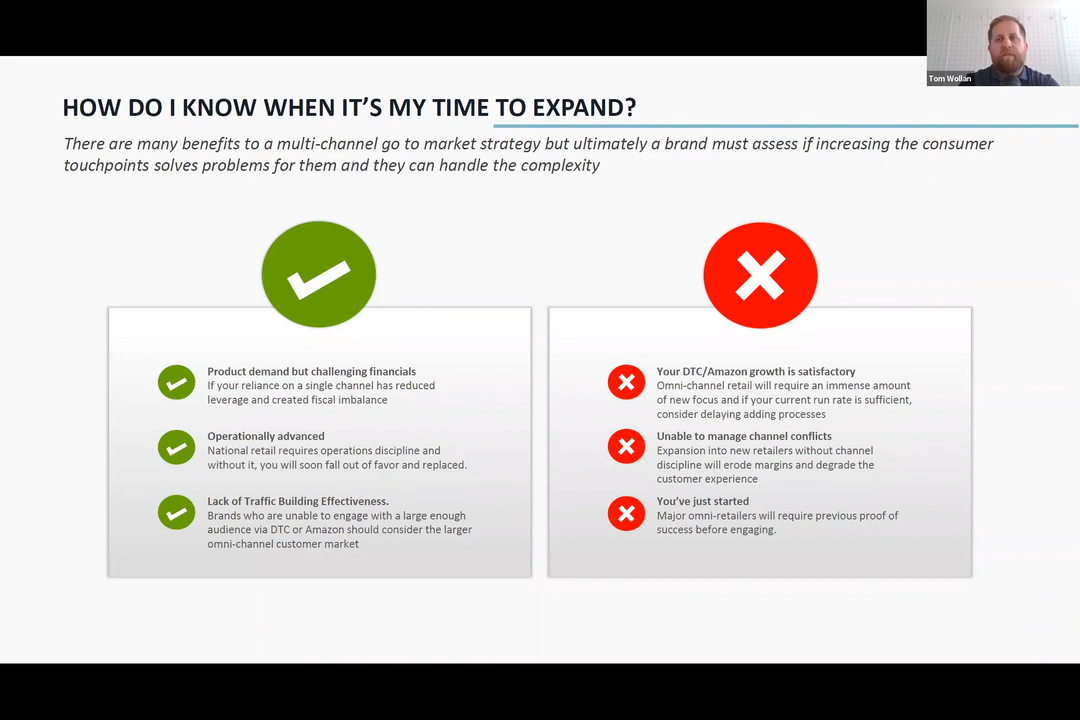 Tom Wollan
HOW DO I KNOW WHEN IT'S MY TIME TO EXPAND?
There are many benefits to a multi-channel go to market strategy but ultimately a brand must assess if increasing the consumer
touchpoints solves problems for them and they can handle the complexity
Product demand but challenging financials
If your reliance on a single channel has reduced
leverage and created fiscal imbalance
Operationally advanced
National retail requires operations discipline and
without it, you will soon fall out of favor and replaced.
Lack of Traffic Building Effectiveness.
Brands who are unable to engage with a large enough
audience via DTC or Amazon should consider the larger
omni-channel customer market
Your DTC/Amazon growth is satisfactory
Omni-channel retail will require an immense amount
of new focus and if your current run rate is sufficient,
consider delaying adding processes
Unable to manage channel conflicts
Expansion into new retailers without channel
discipline will erode margins and degrade the
customer experience
You've just started
Major omni-retailers will require previous proof of
success before engaging.